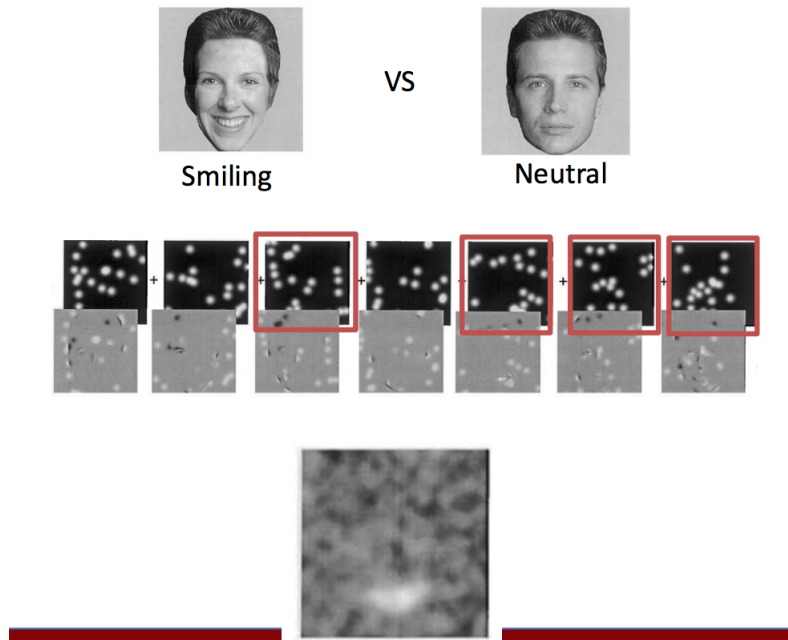 VS
Smiling
Neutral
+ + + + + +